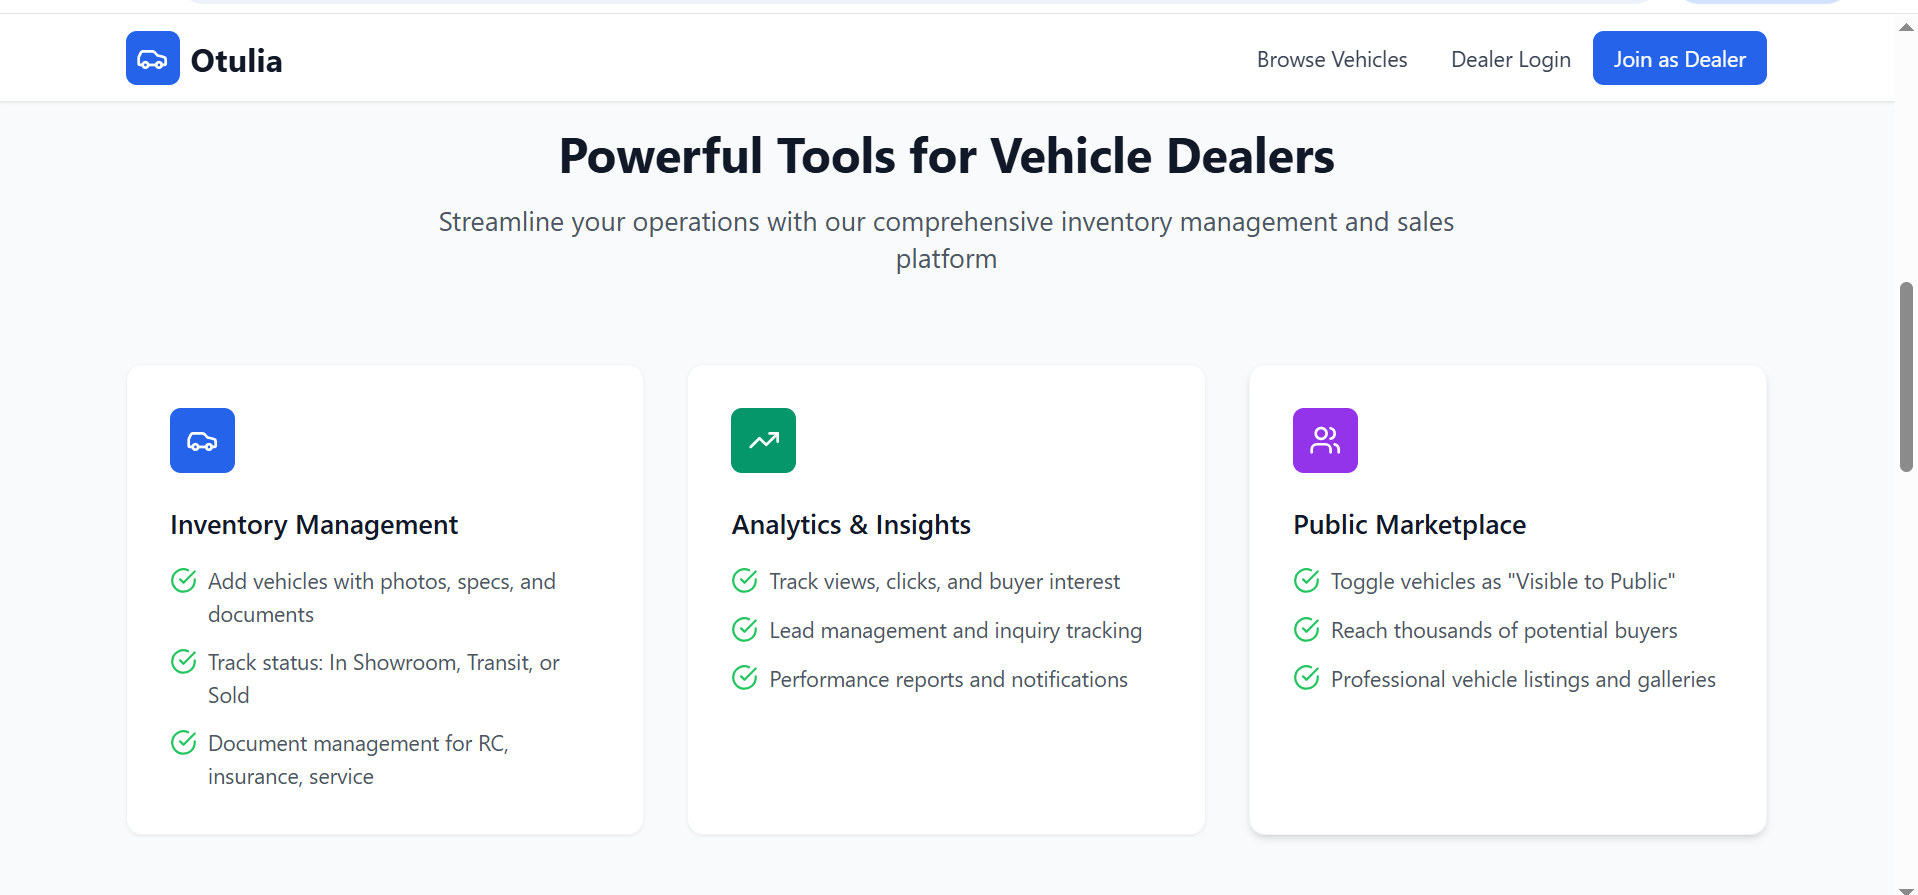 Otulia
Browse Vehicles
Dealer Login
Join as Dealer
Powerful Tools for Vehicle Dealers
Streamline your operations with our comprehensive inventory management and sales
platform
Inventory Management
Add vehicles with photos, specs, and
documents
Track status: In Showroom, Transit, or
Sold
Document management for RC,
insurance, service
Analytics & Insights
Track views, clicks, and buyer interest
Lead management and inquiry tracking
Performance reports and notifications
Public Marketplace
Toggle vehicles as "Visible to Public"
Reach thousands of potential buyers
Professional vehicle listings and galleries